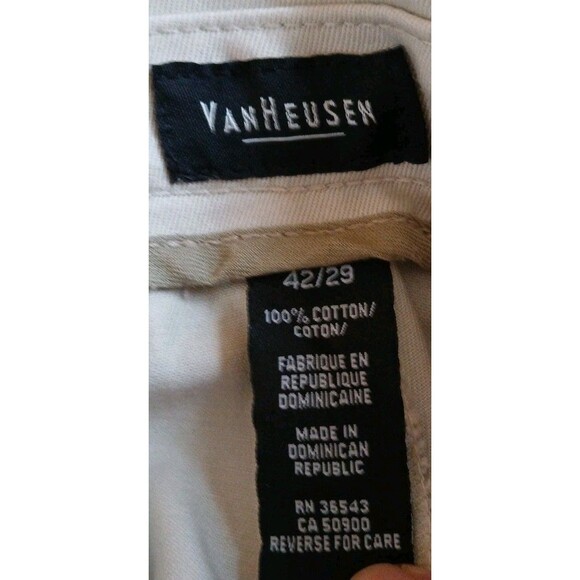 VANHEUSEN
42/29
100% COTTON/
COTON/
FABRIQUE EN
REPUBLIQUE
DOMINICAINE
MADE IN
DOMINICAN
REPUBLIC
RN 36543
CA 50900
REVERSE FOR CARE